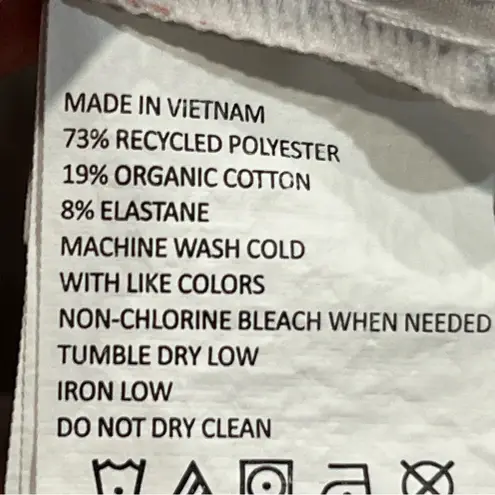 MADE IN VIETNAM
73% RECYCLED POLYESTER
19% ORGANIC COTTON
8% ELASTANE
MACHINE WASH COLD
WITH LIKE COLORS
NON-CHLORINE BLEACH WHEN NEEDED
TUMBLE DRY LOW
IRON LOW
DO NOT DRY CLEAN